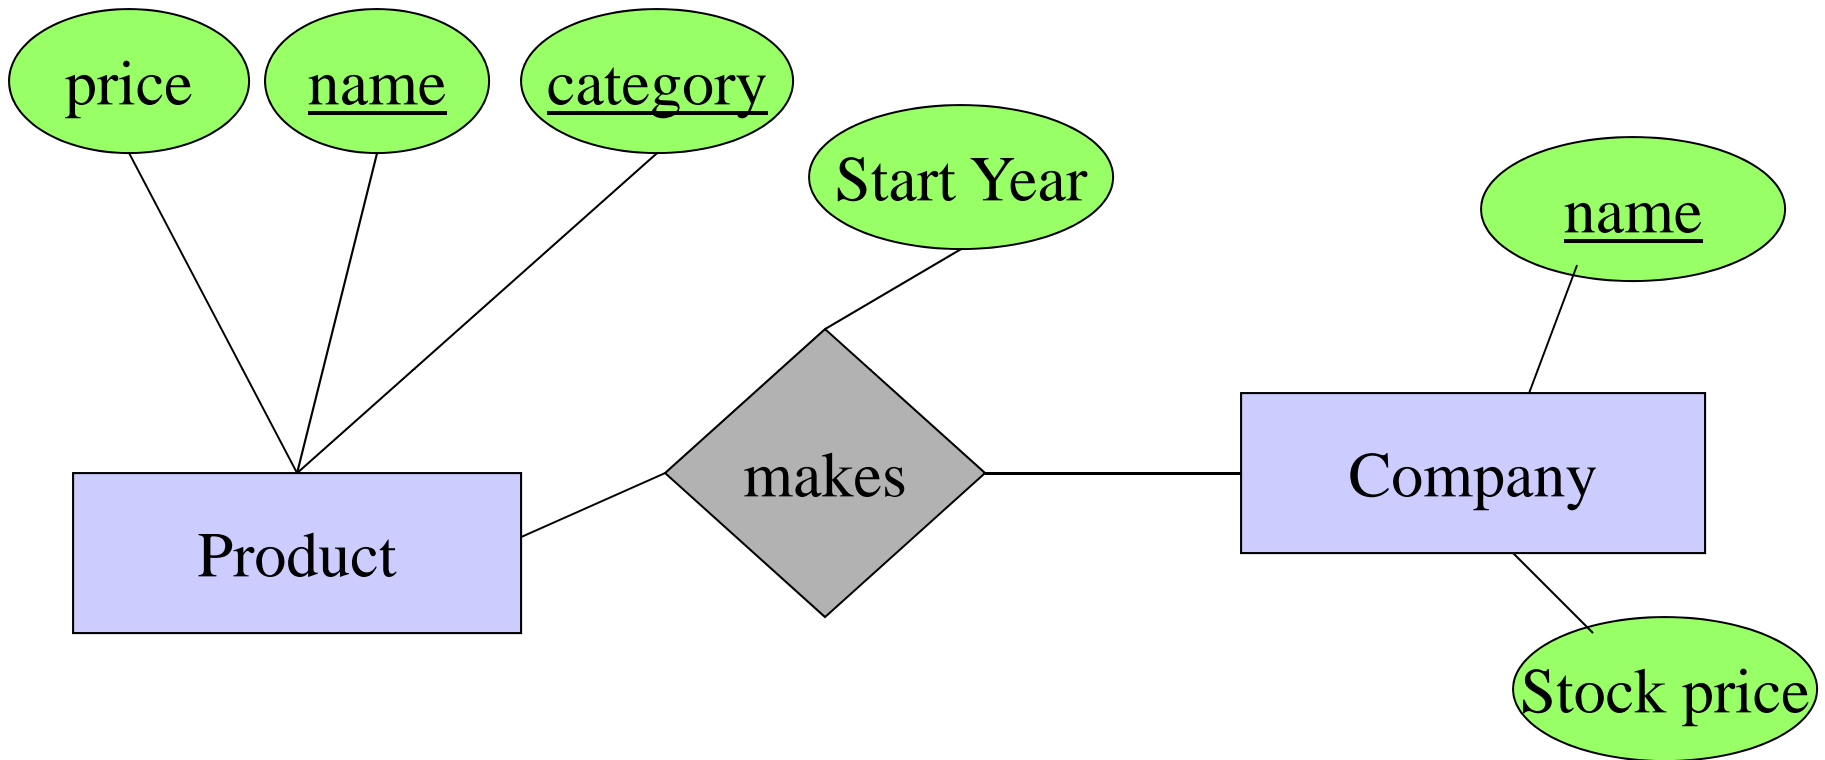 price
name
category
Start Year
name
makes
Company
Product
Stock price